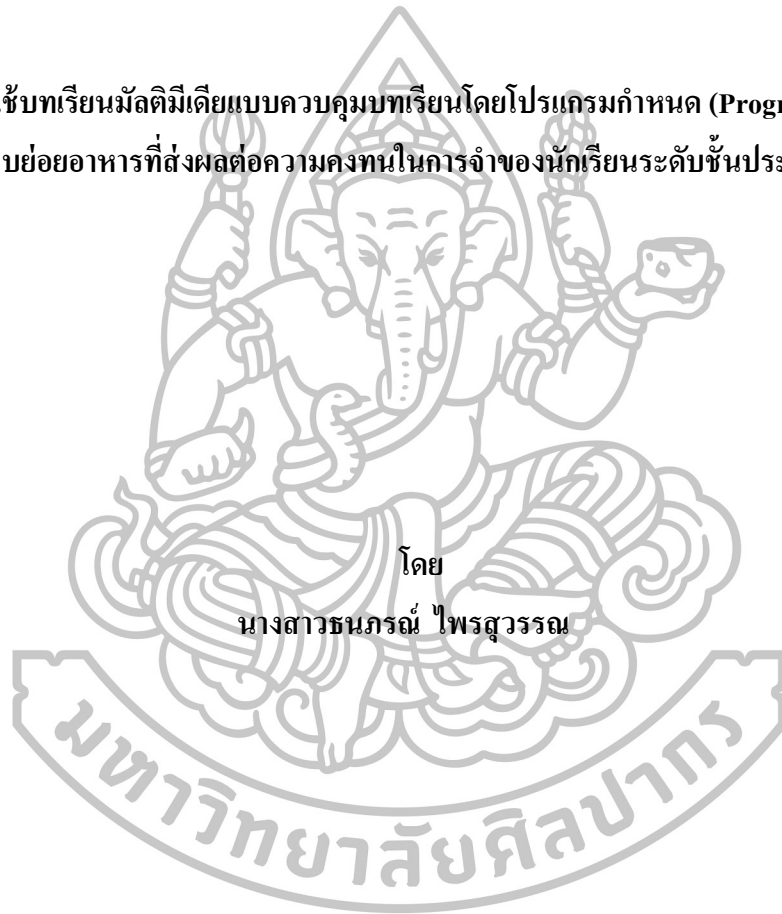 ช้บทเรียนมัลติมีเดียแบบควบคุมบทเรียนโดยโปรแกรมกำหนด (Progr
บย่อยอาหารที่ส่งผลต่อความคงทนในการจำของนักเรียนระดับชั้นประ
โดย
นางสาวธนภรณ์ ไพรสุวรรณ
มหาวิทยาลัยศิลปากร